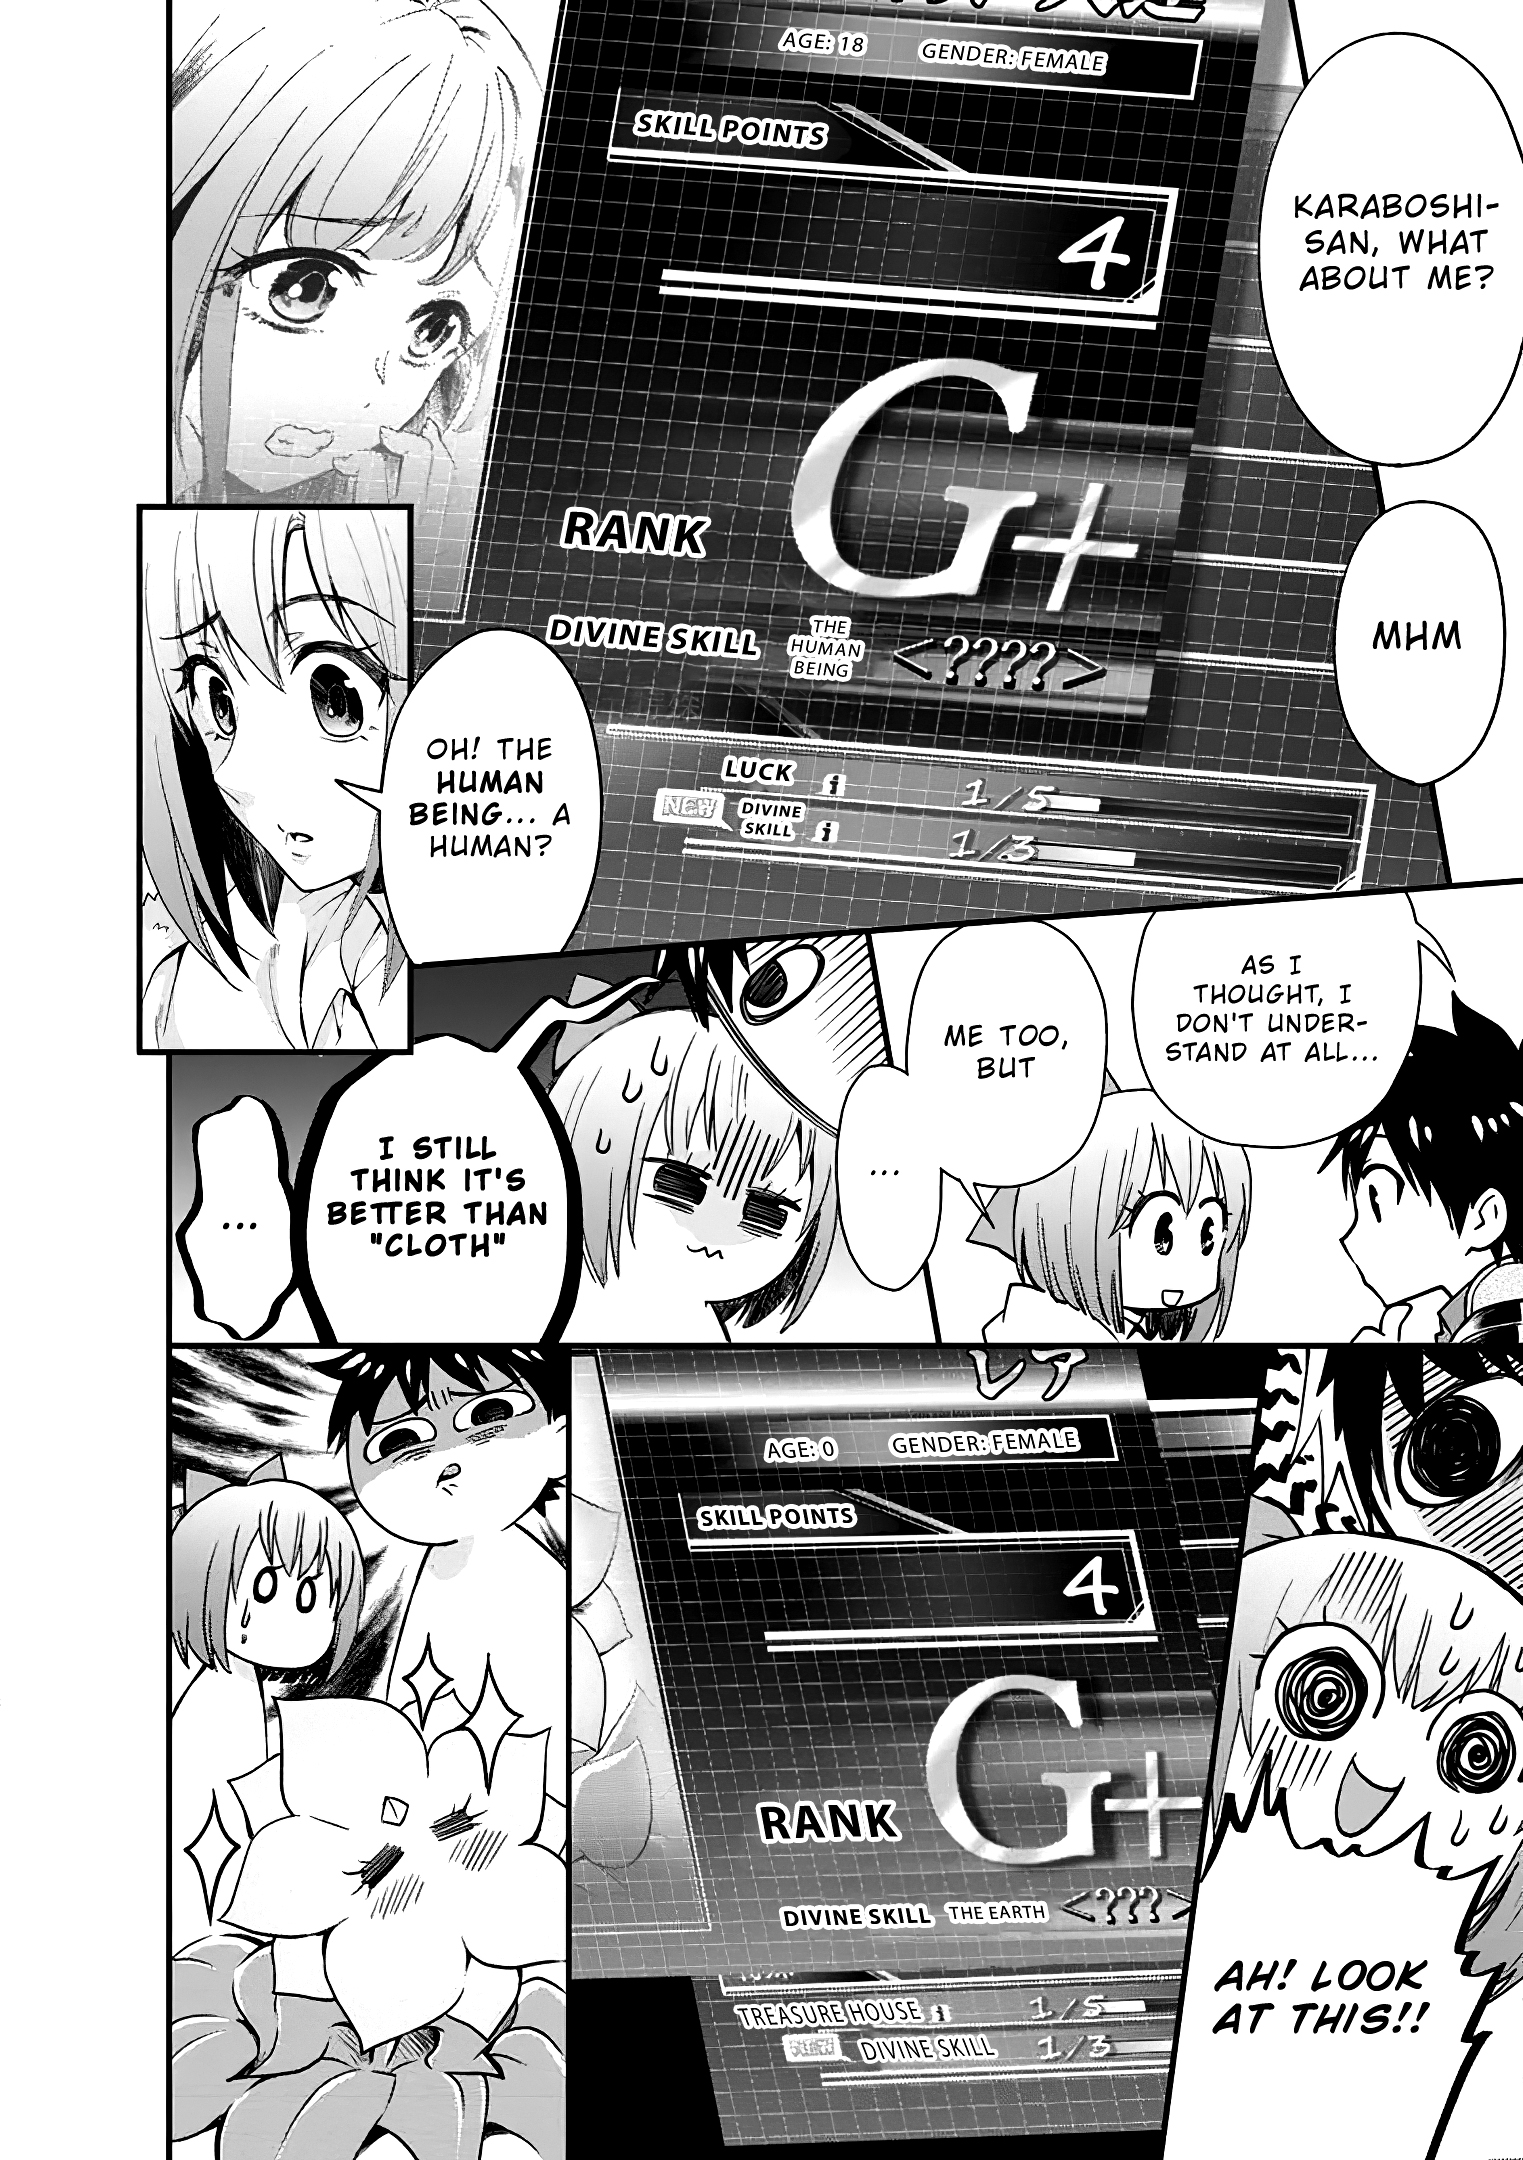 KARABOSHI-
SAN, WHAT
ABOUT ME?
MHM
AGE: 18 GENDER: FEMALE
SKILL POINTS
4
RANK G+
DIVINE SKILL THE HUMAN BEING <????>
LUCK i 1/5
NEW DIVINE SKILL i 1/3
OH! THE
HUMAN
BEING... A
HUMAN?
AS I
THOUGHT, I
DON'T UNDER-
STAND AT ALL...
ME TOO,
BUT
...
I STILL
THINK IT'S
BETTER THAN
"CLOTH"
...
AH! LOOK
AT THIS!!
レア
AGE: 0 GENDER: FEMALE
SKILL POINTS
4
RANK G+
DIVINE SKILL THE EARTH <???>
TREASURE HOUSE i 1/5
NEW DIVINE SKILL 1/3